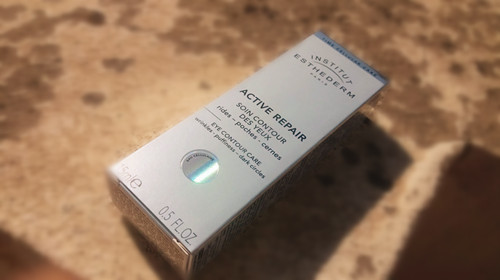 INSTITUT
ESTHEDERM
PARIS
ACTIVE REPAIR
SOIN CONTOUR
DES YEUX
rides - poches - cernes
EYE CONTOUR CARE
wrinkles - puffiness - dark circles
0.5 FL.OZ